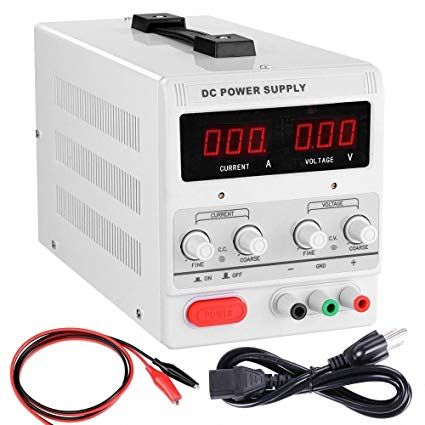 DC POWER SUPPLY
000. 0.00
CURRENT A VOLTAGE V
CURRENT VOLTAGE
C.C. C.V.
FINE COARSE FINE COARSE
ON OFF − GND +
POWER